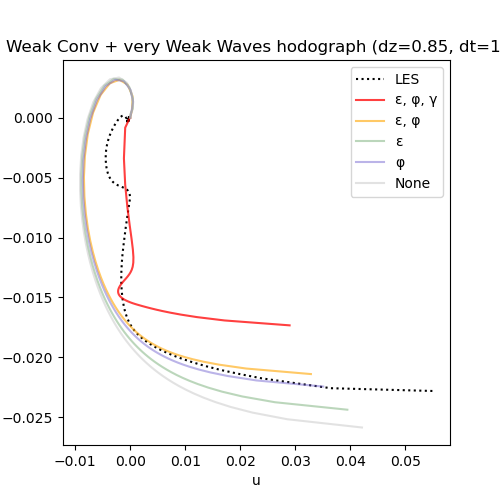 Weak Conv + very Weak Waves hodograph (dz=0.85, dt=1
LES
ε, φ, γ
ε, φ
ε
φ
None
0.000
−0.005
−0.010
−0.015
−0.020
−0.025
−0.01 0.00 0.01 0.02 0.03 0.04 0.05
u